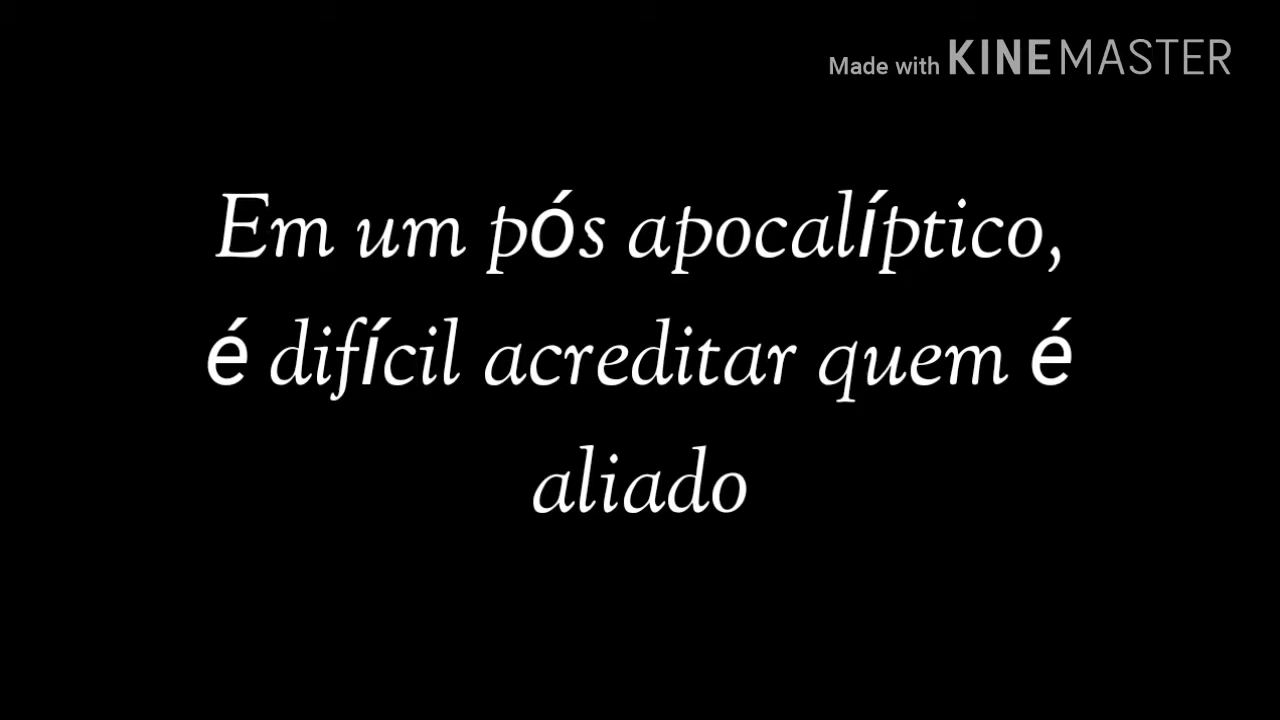 Made with KINEMASTER
Em um pós apocalíptico,
é difícil acreditar quem é
aliado